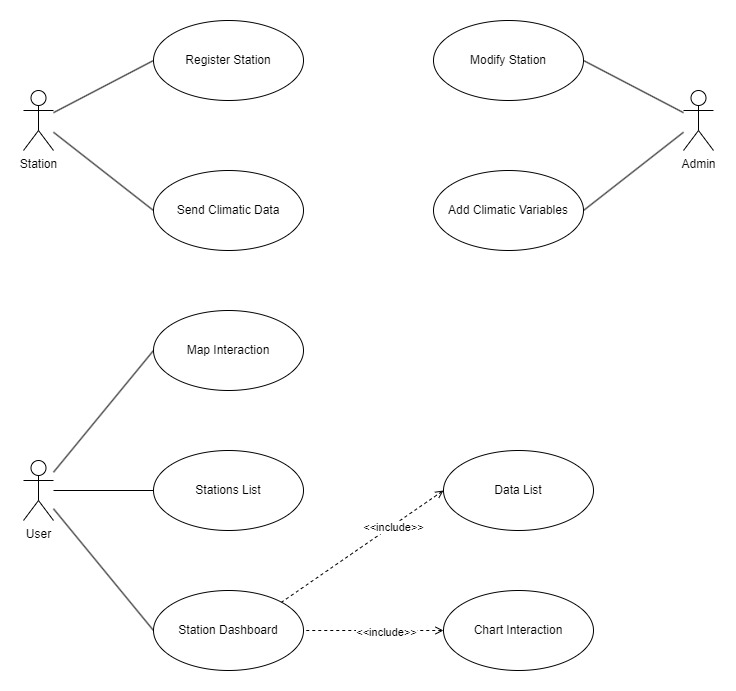 Register Station
Modify Station
Station
Admin
Send Climatic Data
Add Climatic Variables
Map Interaction
Stations List
Data List
<<include>>
User
Station Dashboard
<<include>>
Chart Interaction